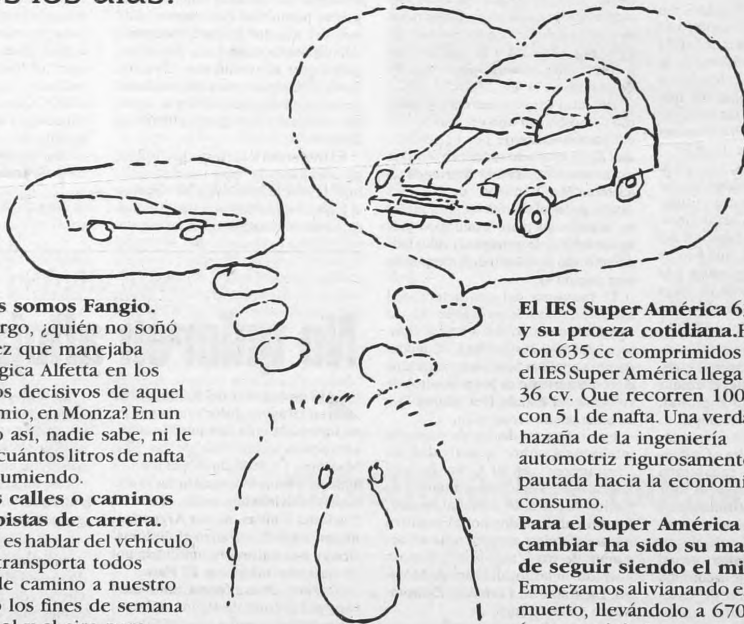 os los días.
s somos Fangio.
rgo, ¿quién no soñó
ez que manejaba
gica Alfetta en los
os decisivos de aquel
mio, en Monza? En un
o así, nadie sabe, ni le
cuántos litros de nafta
umiendo.
s calles o caminos
pistas de carrera.
es hablar del vehículo
transporta todos
le camino a nuestro
o los fines de semana
El IES Super América 6
y su proeza cotidiana.
con 635 cc comprimidos
el IES Super América llega
36 cv. Que recorren 100
con 5 l de nafta. Una verda
hazaña de la ingeniería
automotriz rigurosamente
pautada hacia la economí
consumo.
Para el Super América
cambiar ha sido su ma
de seguir siendo el mi
Empezamos alivianando e
muerto, llevándolo a 670